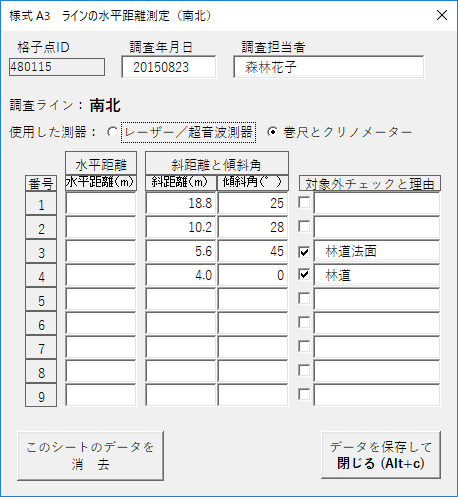 様式 A3　ラインの水平距離測定（南北）
格子点ID　調査年月日　調査担当者
480115　20150823　森林花子
調査ライン：南北
使用した測器：　レーザー／超音波測器　巻尺とクリノメーター
水平距離　斜距離と傾斜角
番号　水平距離(m)　斜距離(m)　傾斜角(゜)　対象外チェックと理由
1　18.8　25
2　10.2　28
3　5.6　45　林道法面
4　4.0　0　林道
5
6
7
8
9
このシートのデータを　データを保存して
消　去　閉じる (Alt+c)